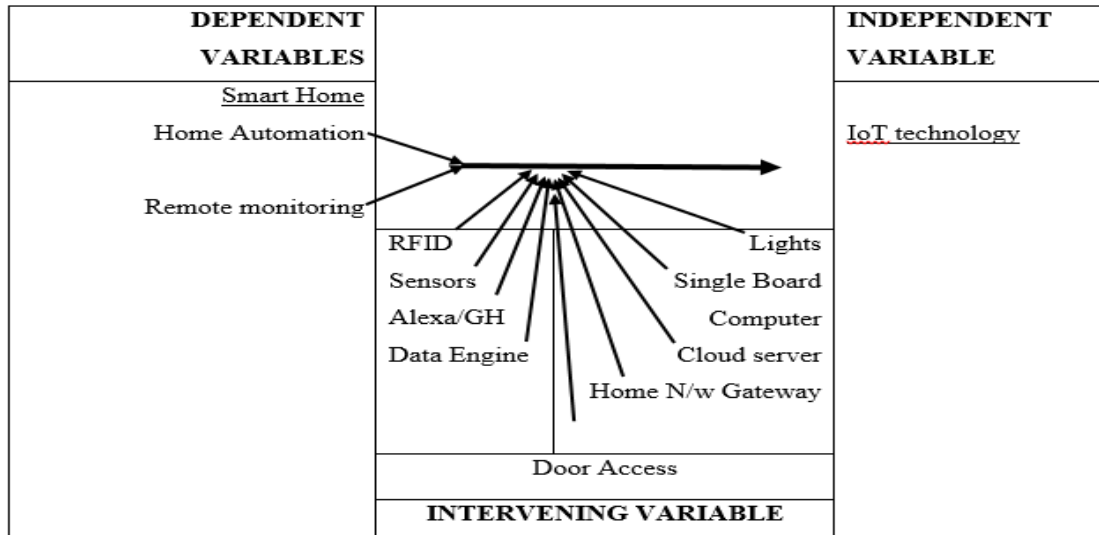 DEPENDENT
VARIABLES
INDEPENDENT
VARIABLE
Smart Home
Home Automation
Remote monitoring
IoT technology
RFID
Sensors
Alexa/GH
Data Engine
Lights
Single Board
Computer
Cloud server
Home N/w Gateway
Door Access
INTERVENING VARIABLE